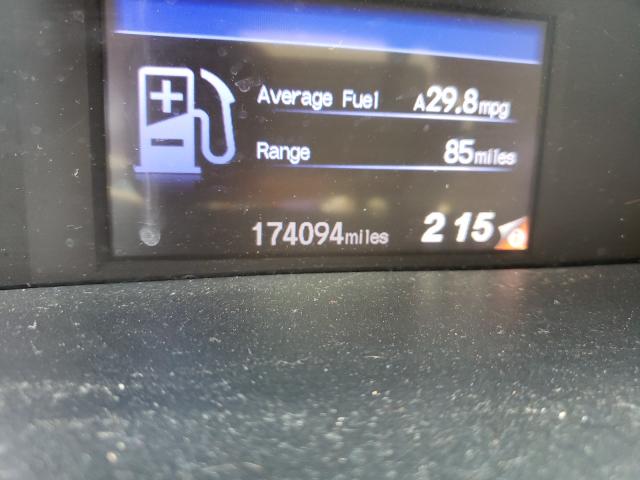 Average Fuel A29.8mpg
Range 85miles
174094miles 215